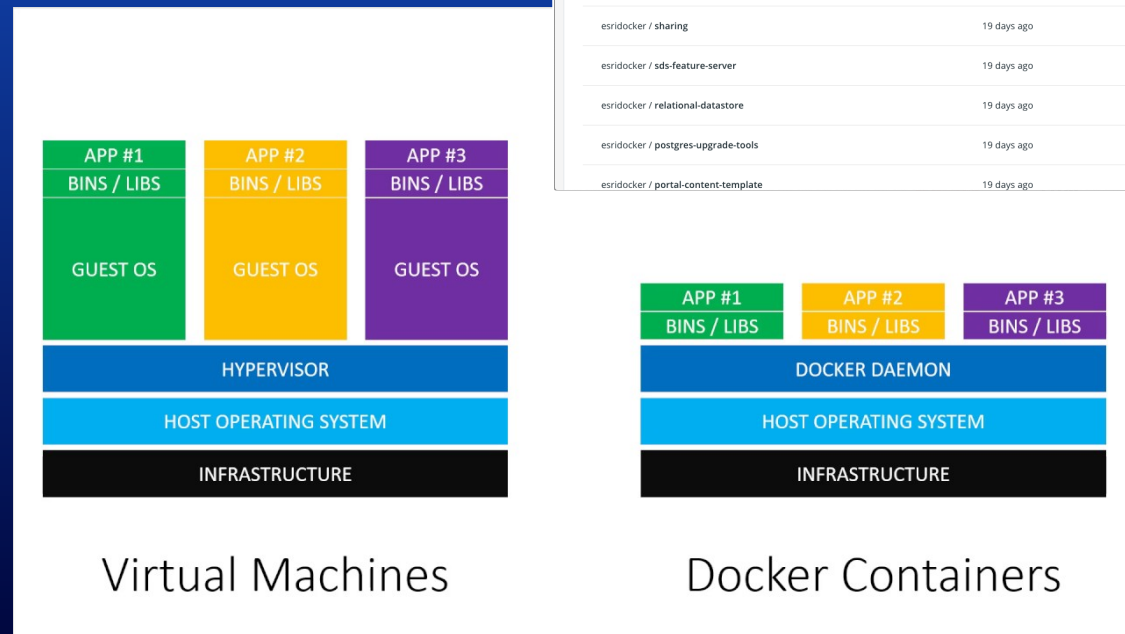 esridocker / sharing 19 days ago
esridocker / sds-feature-server 19 days ago
esridocker / relational-datastore 19 days ago
esridocker / postgres-upgrade-tools 19 days ago
esridocker / portal-content-template 19 days ago
APP #1 APP #2 APP #3
BINS / LIBS BINS / LIBS BINS / LIBS
GUEST OS GUEST OS GUEST OS
HYPERVISOR
HOST OPERATING SYSTEM
INFRASTRUCTURE
Virtual Machines
APP #1 APP #2 APP #3
BINS / LIBS BINS / LIBS BINS / LIBS
DOCKER DAEMON
HOST OPERATING SYSTEM
INFRASTRUCTURE
Docker Containers